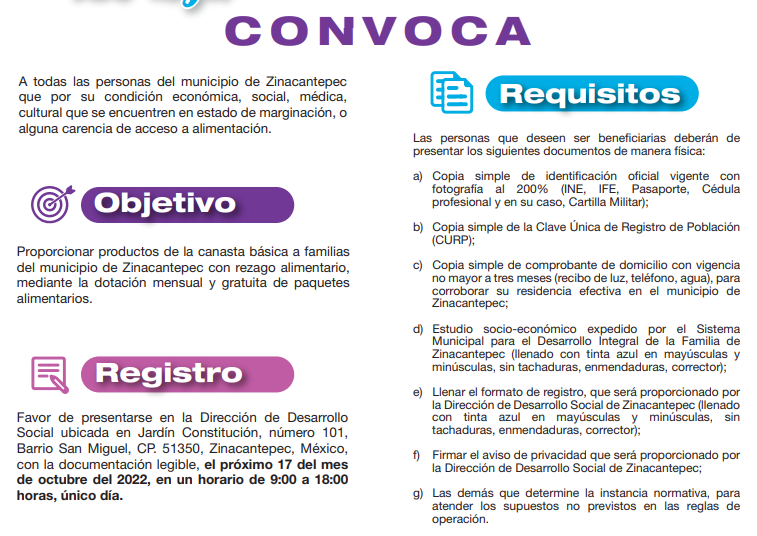 CONVOCA
A todas las personas del municipio de Zinacantepec
que por su condición económica, social, médica,
cultural que se encuentren en estado de marginación, o
alguna carencia de acceso a alimentación.
Objetivo
Proporcionar productos de la canasta básica a familias
del municipio de Zinacantepec con rezago alimentario,
mediante la dotación mensual y gratuita de paquetes
alimentarios.
Registro
Favor de presentarse en la Dirección de Desarrollo
Social ubicada en Jardín Constitución, número 101,
Barrio San Miguel, CP. 51350, Zinacantepec, México,
con la documentación legible, el próximo 17 del mes
de octubre del 2022, en un horario de 9:00 a 18:00
horas, único día.
Requisitos
Las personas que deseen ser beneficiarias deberán de
presentar los siguientes documentos de manera física:
a) Copia simple de identificación oficial vigente con
fotografía al 200% (INE, IFE, Pasaporte, Cédula
profesional y en su caso, Cartilla Militar);
b) Copia simple de la Clave Única de Registro de Población
(CURP);
c) Copia simple de comprobante de domicilio con vigencia
no mayor a tres meses (recibo de luz, teléfono, agua), para
corroborar su residencia efectiva en el municipio de
Zinacantepec;
d) Estudio socio-económico expedido por el Sistema
Municipal para el Desarrollo Integral de la Familia de
Zinacantepec (llenado con tinta azul en mayúsculas y
minúsculas, sin tachaduras, enmendaduras, corrector);
e) Llenar el formato de registro, que será proporcionado por
la Dirección de Desarrollo Social de Zinacantepec (llenado
con tinta azul en mayúsculas y minúsculas, sin
tachaduras, enmendaduras, corrector);
f) Firmar el aviso de privacidad que será proporcionado por
la Dirección de Desarrollo Social de Zinacantepec;
g) Las demás que determine la instancia normativa, para
atender los supuestos no previstos en las reglas de
operación.